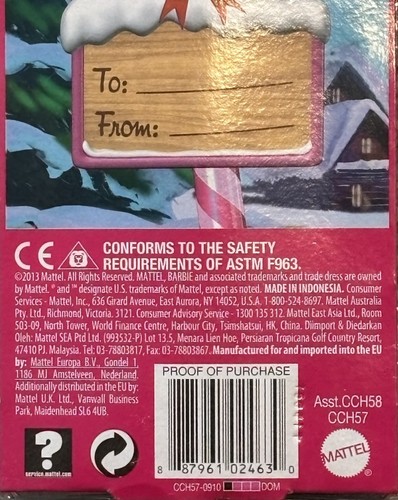 To:
From:
CE
CONFORMS TO THE SAFETY
REQUIREMENTS OF ASTM F963.
©2013 Mattel. All Rights Reserved. MATTEL, BARBIE and associated trademarks and trade dress are owned
by Mattel. ® and ™ designate U.S. trademarks of Mattel, except as noted. MADE IN INDONESIA. Consumer
Services - Mattel, Inc., 636 Girard Avenue, East Aurora, NY 14052, U.S.A. 1-800-524-8697. Mattel Australia
Pty. Ltd., Richmond, Victoria. 3121. Consumer Advisory Service - 1300 135 312. Mattel East Asia Ltd., Room
503-09, North Tower, World Finance Centre, Harbour City, Tsimshatsui, HK, China. Diimport & Diedarkan
Oleh: Mattel SEA Ptd Ltd. (993532-P) Lot 13.5, Menara Lien Hoe, Persiaran Tropicana Golf Country Resort,
47410 PJ. Malaysia. Tel: 03-78803817, Fax: 03-78803867. Manufactured for and imported into the EU
by: Mattel Europa B.V., Gondel 1,
1186 MJ Amstelveen, Nederland.
Additionally distributed in the EU by:
Mattel U.K. Ltd., Vanwall Business
Park, Maidenhead SL6 4UB.
PROOF OF PURCHASE
8 87961 02463 0
Asst.CCH58
CCH57
?
service.mattel.com
MATTEL
CCH57-0910 DOM